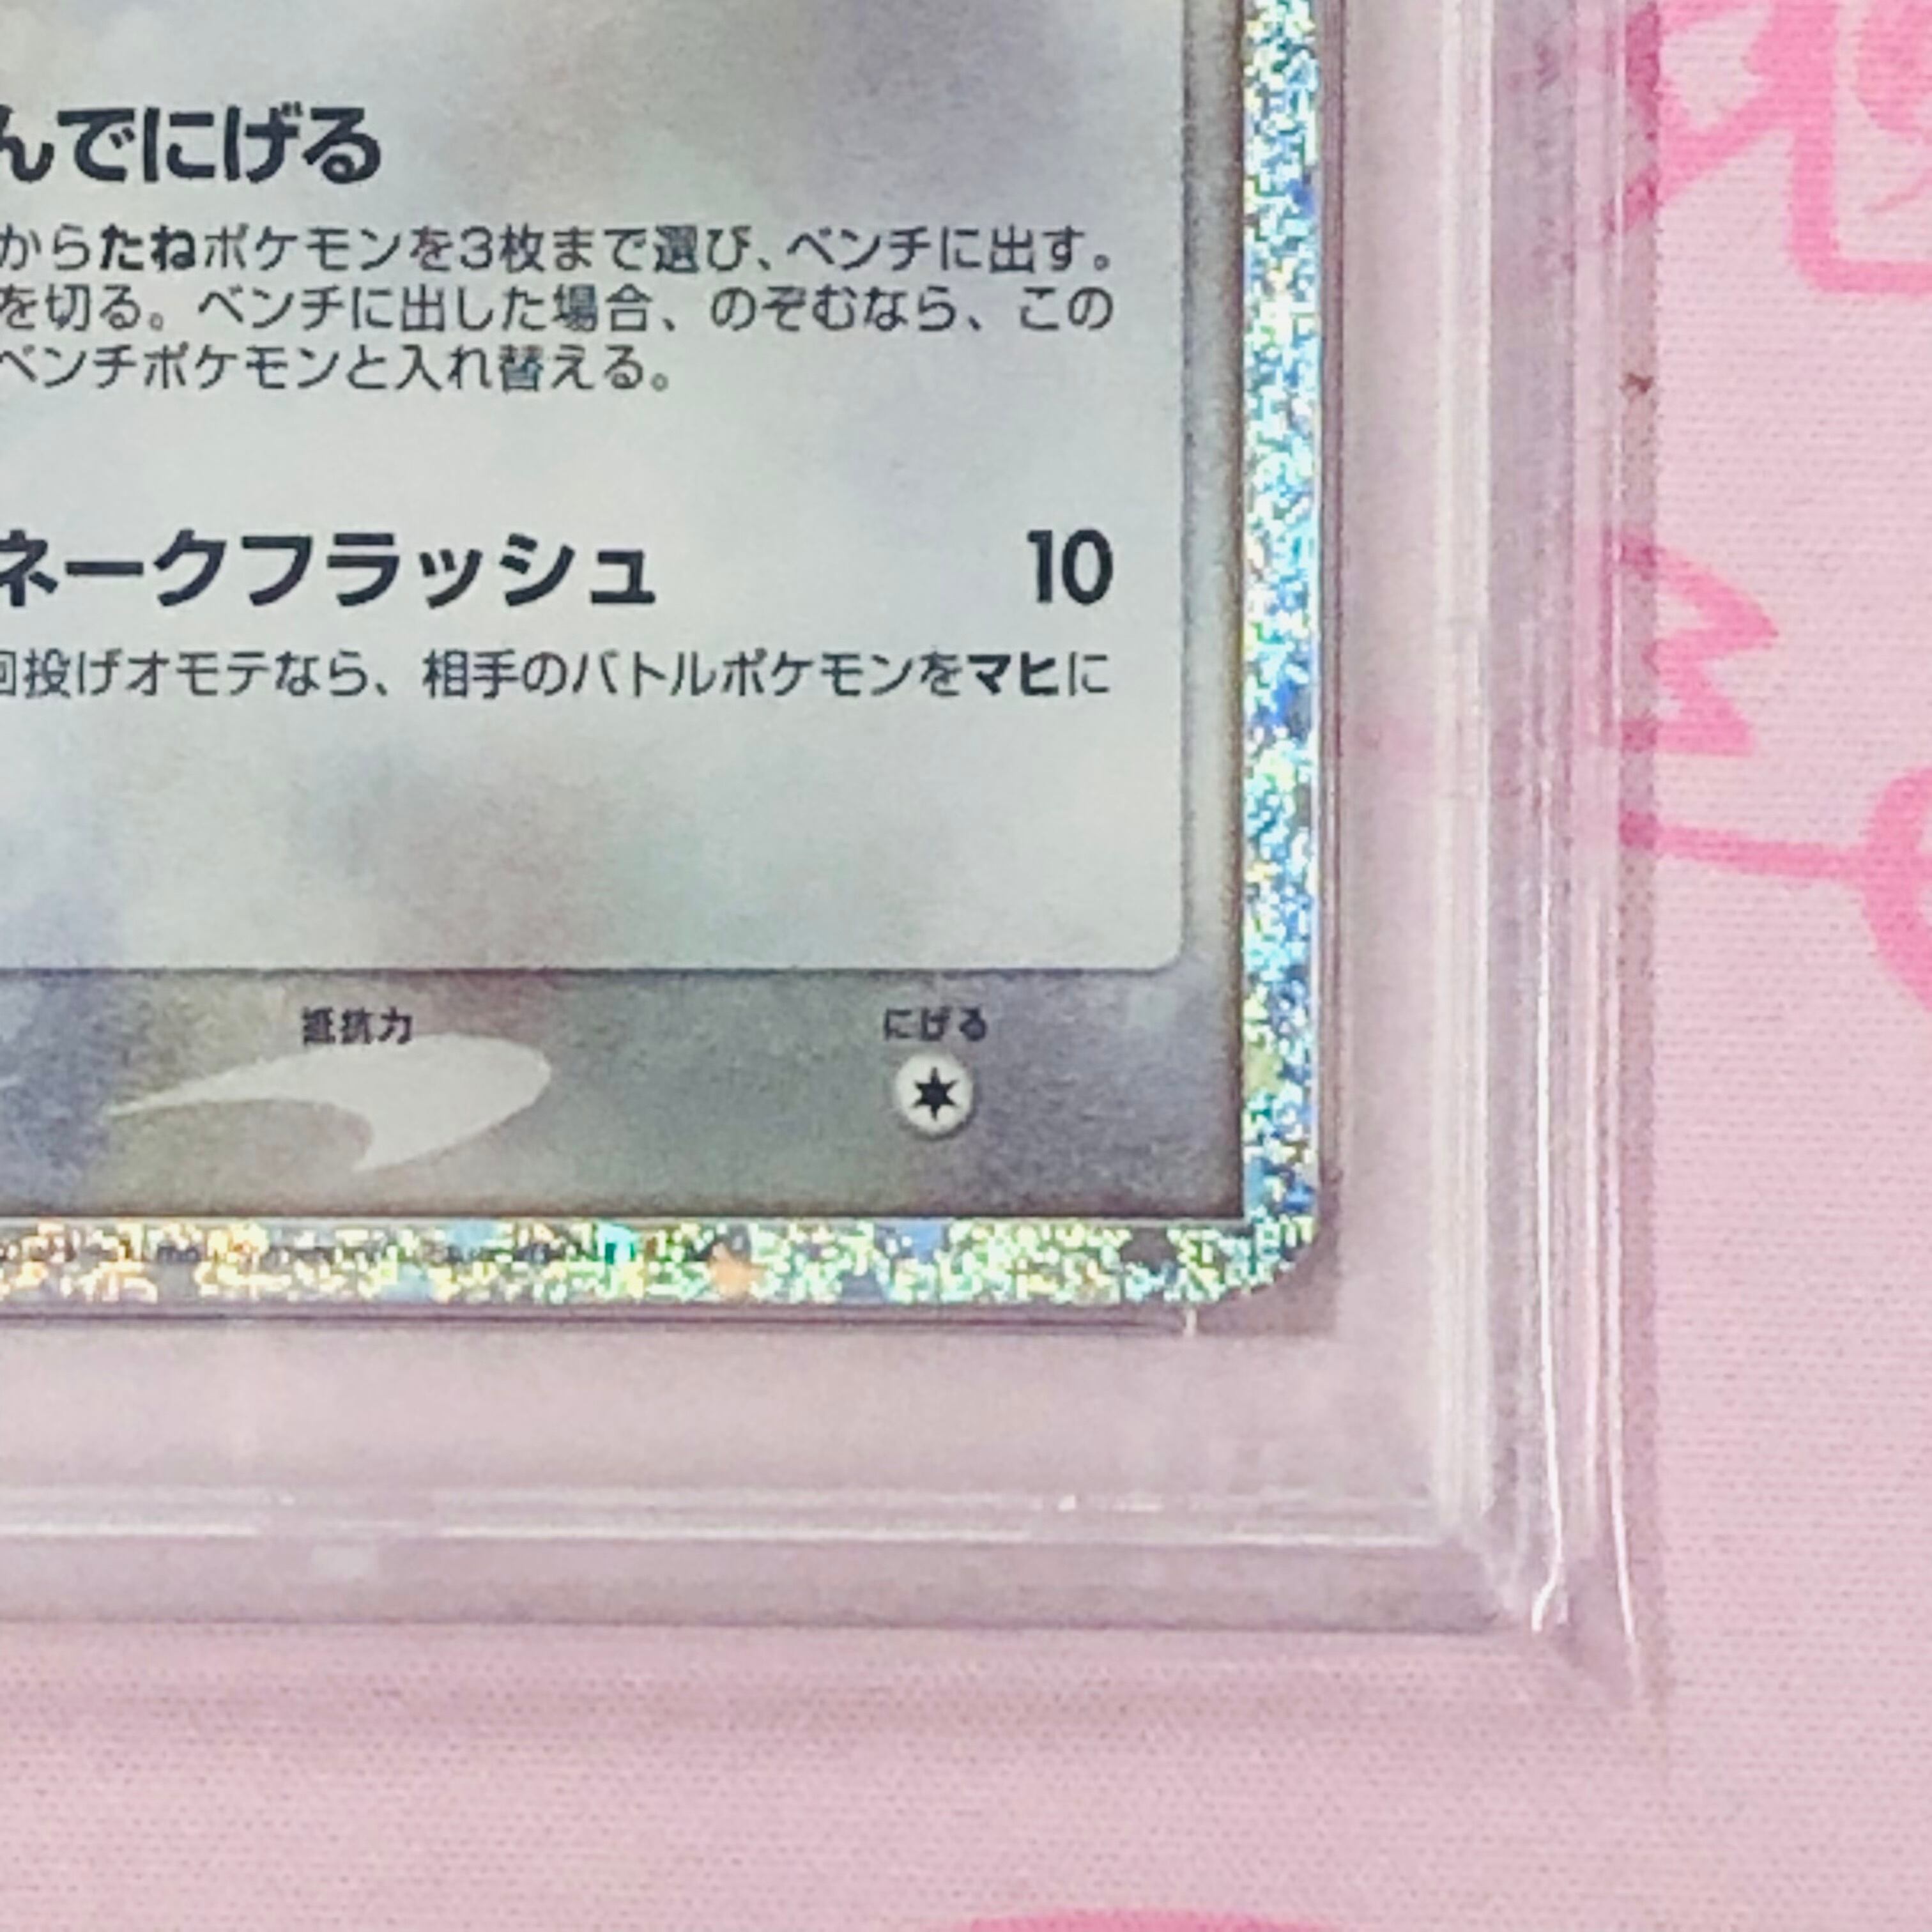 んでにげる
からたねポケモンを3枚まで選び、ベンチに出す。
を切る。ベンチに出した場合、のぞむなら、この
ベンチポケモンと入れ替える。
ネークフラッシュ 10
回投げオモテなら、相手のバトルポケモンをマヒに
抵抗力 にげる